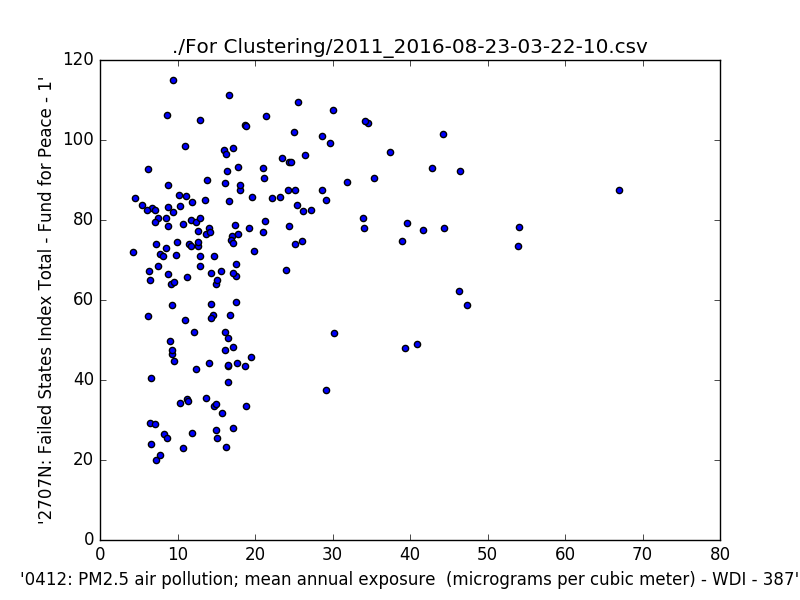 ./For Clustering/2011_2016-08-23-03-22-10.csv
'2707N: Failed States Index Total - Fund for Peace - 1'
120
100
80
60
40
20
0
0 10 20 30 40 50 60 70 80
'0412: PM2.5 air pollution; mean annual exposure  (micrograms per cubic meter) - WDI - 387'